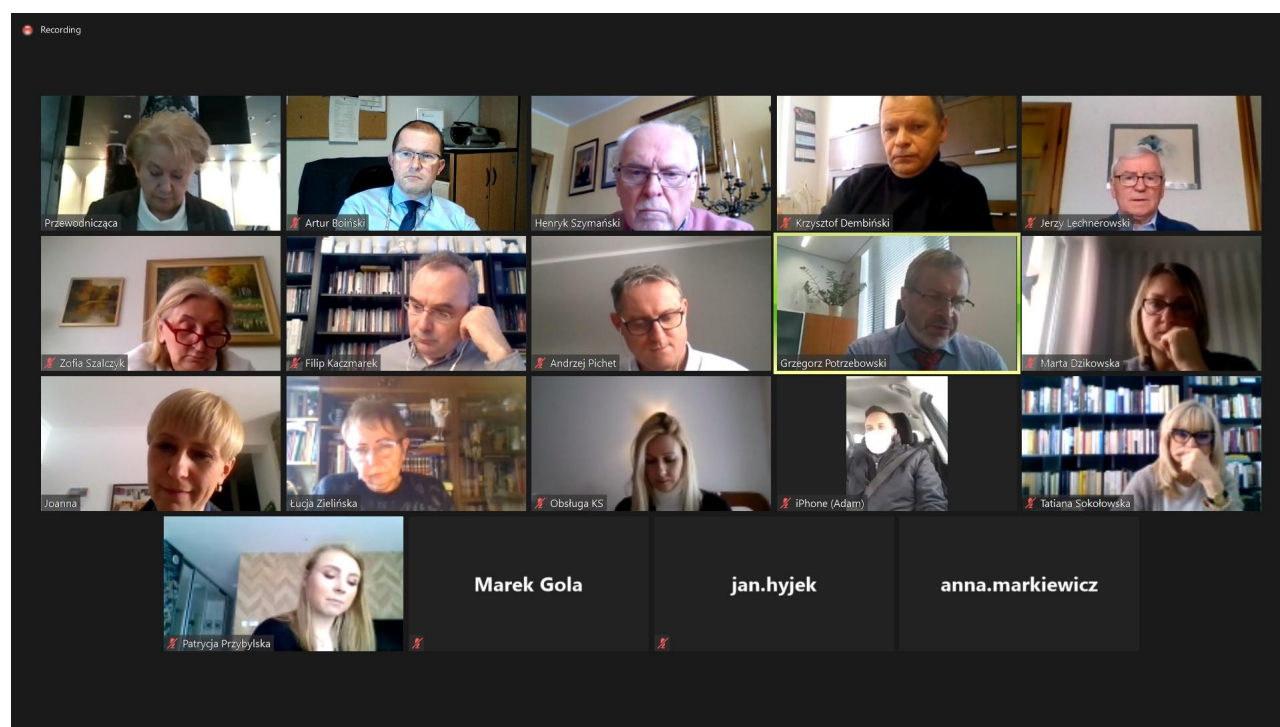 Recording
Przewodnicząca
Artur Boiński
Henryk Szymański
Krzysztof Dembiński
Jerzy Lechnerowski
Zofia Szalczyk
Filip Kaczmarek
Andrzej Pichet
Grzegorz Potrzebowski
Marta Dzikowska
Joanna
Łucja Zielińska
Obsługa KS
iPhone (Adam)
Tatiana Sokołowska
Patrycja Przybylska
Marek Gola
jan.hyjek
anna.markiewicz